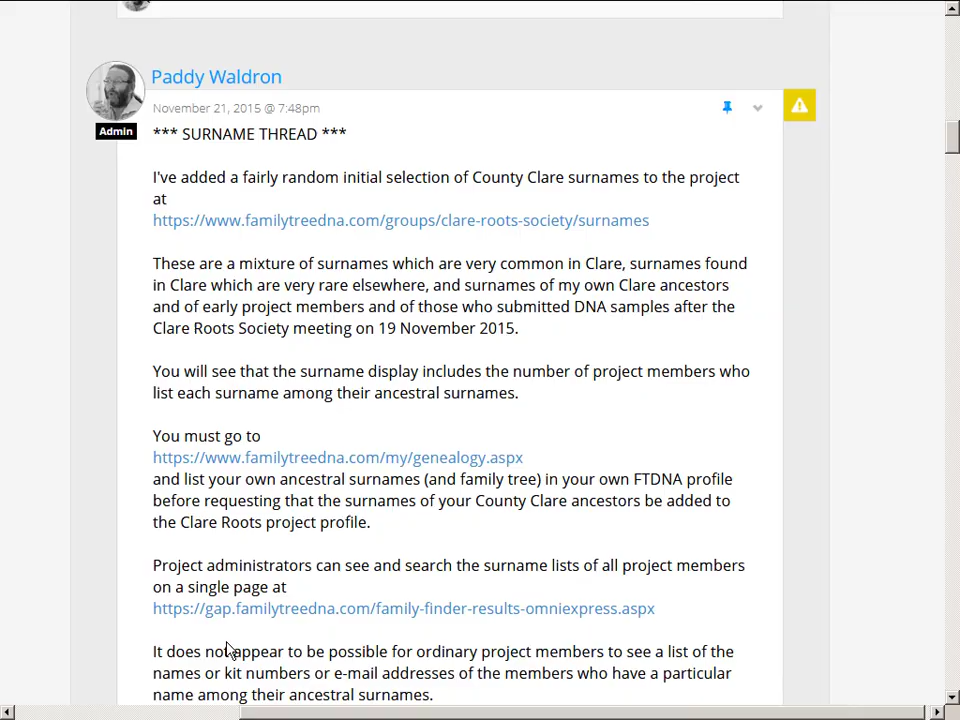 Paddy Waldron
November 21, 2015 @ 7:48pm
Admin
*** SURNAME THREAD ***
I've added a fairly random initial selection of County Clare surnames to the project
at
https://www.familytreedna.com/groups/clare-roots-society/surnames
These are a mixture of surnames which are very common in Clare, surnames found
in Clare which are very rare elsewhere, and surnames of my own Clare ancestors
and of early project members and of those who submitted DNA samples after the
Clare Roots Society meeting on 19 November 2015.
You will see that the surname display includes the number of project members who
list each surname among their ancestral surnames.
You must go to
https://www.familytreedna.com/my/genealogy.aspx
and list your own ancestral surnames (and family tree) in your own FTDNA profile
before requesting that the surnames of your County Clare ancestors be added to
the Clare Roots project profile.
Project administrators can see and search the surname lists of all project members
on a single page at
https://gap.familytreedna.com/family-finder-results-omniexpress.aspx
It does not appear to be possible for ordinary project members to see a list of the
names or kit numbers or e-mail addresses of the members who have a particular
name among their ancestral surnames.